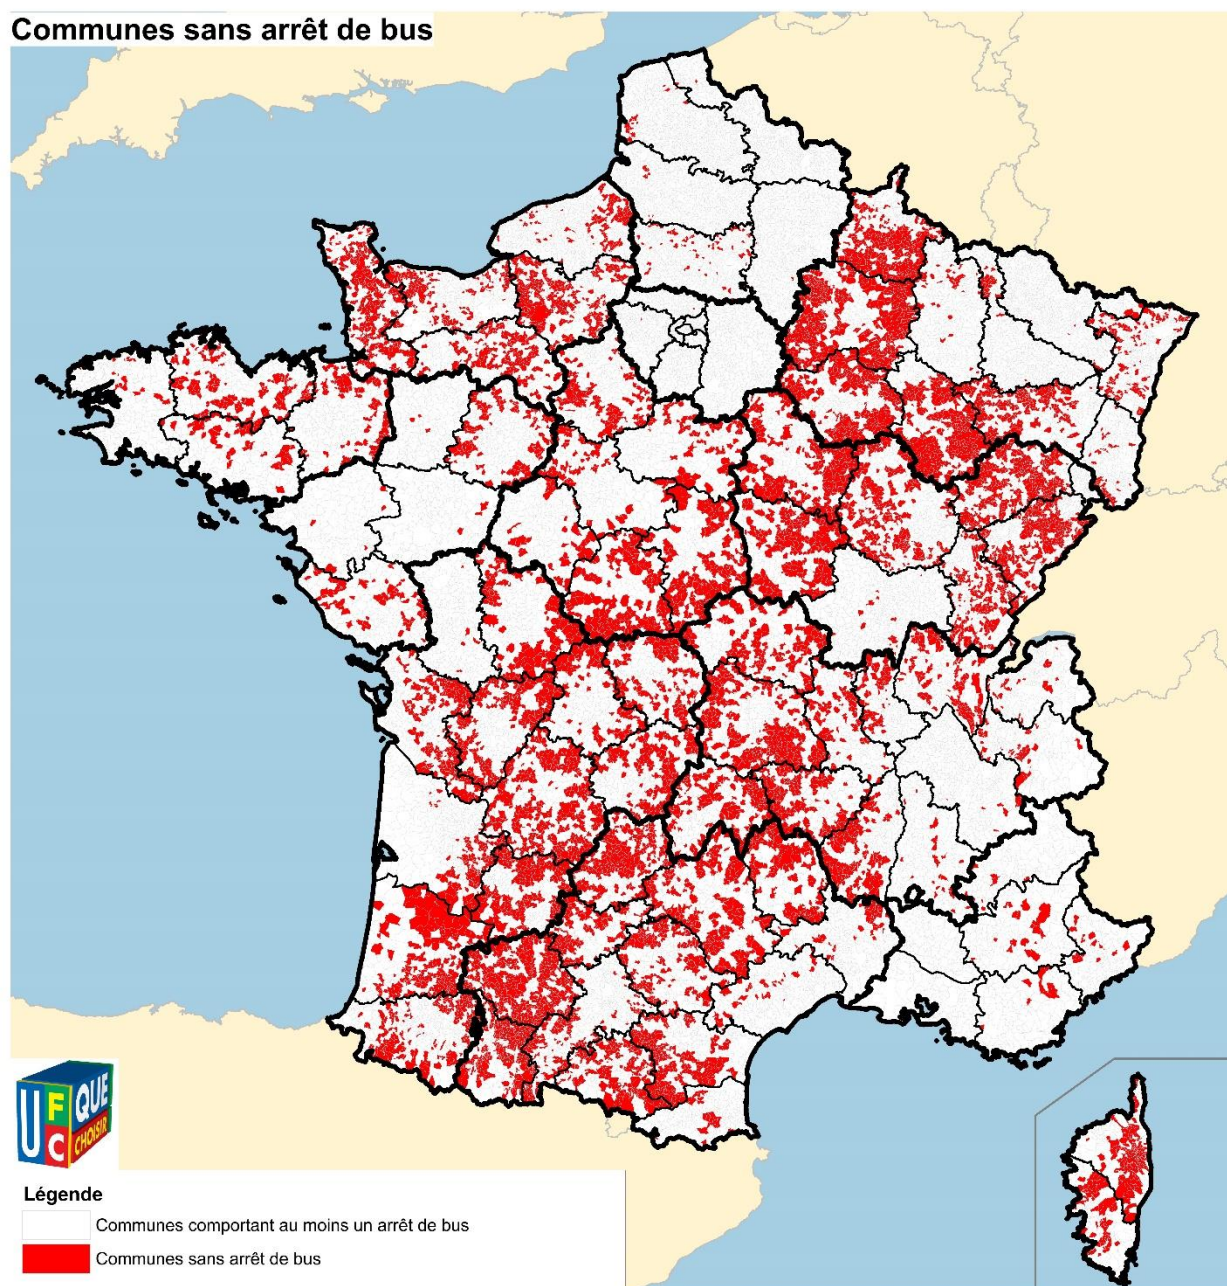 Communes sans arrêt de bus
U F C QUE CHOISIR
Légende
Communes comportant au moins un arrêt de bus
Communes sans arrêt de bus